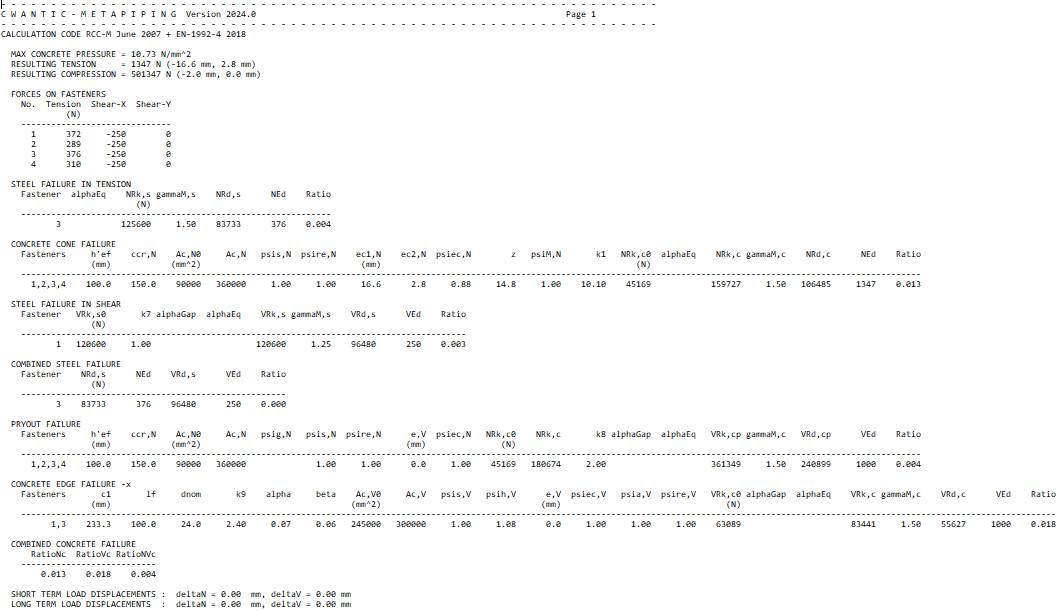 - - - - - - - - - - - - - - - - - - - - - - - - - - - - - - - - - - - - - - - - - - - - - - - - - - - - - - - - - - - - - - - - - -
C W A N T I C - M E T A P I P I N G  Version 2024.0                                                              Page 1
- - - - - - - - - - - - - - - - - - - - - - - - - - - - - - - - - - - - - - - - - - - - - - - - - - - - - - - - - - - - - - - - - -
CALCULATION CODE RCC-M June 2007 + EN-1992-4 2018
MAX CONCRETE PRESSURE = 10.73 N/mm^2
RESULTING TENSION     = 1347 N (-16.6 mm, 2.8 mm)
RESULTING COMPRESSION = 501347 N (-2.0 mm, 0.0 mm)
FORCES ON FASTENERS
No.  Tension  Shear-X  Shear-Y
(N)
------------------------------
1      372     -250        0
2      289     -250        0
3      376     -250        0
4      310     -250        0
STEEL FAILURE IN TENSION
Fastener  alphaEq    NRk,s gammaM,s    NRd,s      NEd    Ratio
(N)
--------------------------------------------------------------
3            125600     1.50    83733      376    0.004
CONCRETE CONE FAILURE
Fasteners     h'ef    ccr,N    Ac,N0     Ac,N   psis,N  psire,N    ec1,N    ec2,N  psiec,N        z   psiM,N       k1   NRk,c0  alphaEq    NRk,c gammaM,c    NRd,c      NEd    Ratio
(mm)              (mm^2)                                (mm)                                                  (N)
--------------------------------------------------------------
1,2,3,4    100.0    150.0    90000   360000     1.00     1.00     16.6      2.8     0.88     14.8     1.00    10.10    45169           159727     1.50   106485     1347    0.013
STEEL FAILURE IN SHEAR
Fastener   VRk,s0       k7 alphaGap  alphaEq    VRk,s gammaM,s    VRd,s      VEd    Ratio
(N)
--------------------------------------------------------------
1   120600     1.00                     120600     1.25    96480      250    0.003
COMBINED STEEL FAILURE
Fastener    NRd,s      NEd    VRd,s      VEd    Ratio
(N)
-----------------------------------------------------
3    83733      376    96480      250    0.000
PRYOUT FAILURE
Fasteners     h'ef    ccr,N    Ac,N0     Ac,N   psig,N   psis,N  psire,N      e,V  psiec,N   NRk,c0    NRk,c       k8 alphaGap  alphaEq   VRk,cp gammaM,c   VRd,cp      VEd    Ratio
(mm)              (mm^2)                                (mm)               (N)
--------------------------------------------------------------
1,2,3,4    100.0    150.0    90000   360000              1.00     1.00      0.0     1.00    45169   180674     2.00                    361349     1.50   240899     1000    0.004
CONCRETE EDGE FAILURE -x
Fasteners       c1       lf     dnom       k9    alpha     beta    Ac,V0     Ac,V   psis,V   psih,V      e,V  psiec,V   psia,V  psire,V   VRk,c0 alphaGap  alphaEq    VRk,c gammaM,c    VRd,c      VEd    Ratio
(mm)                                                (mm^2)                                (mm)                                (N)
--------------------------------------------------------------
1,3    233.3    100.0     24.0     2.40     0.07     0.06   245000   300000     1.00     1.08      0.0     1.00     1.00     1.00    63089                     83441     1.50    55627     1000    0.018
COMBINED CONCRETE FAILURE
RatioNc  RatioVc RatioNVc
---------------------------
0.013    0.018    0.004
SHORT TERM LOAD DISPLACEMENTS :  deltaN = 0.00  mm, deltaV = 0.00 mm
LONG TERM LOAD DISPLACEMENTS  :  deltaN = 0.00  mm, deltaV = 0.00 mm